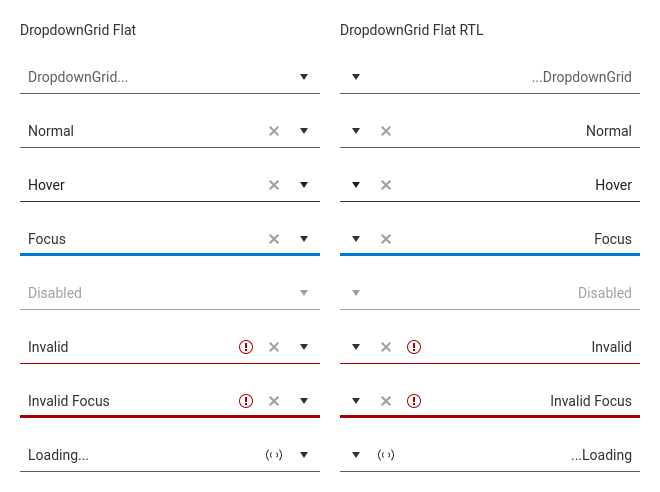 DropdownGrid Flat
DropdownGrid...
Normal
Hover
Focus
Disabled
Invalid
Invalid Focus
Loading...
DropdownGrid Flat RTL
...DropdownGrid
Normal
Hover
Focus
Disabled
Invalid
Invalid Focus
...Loading